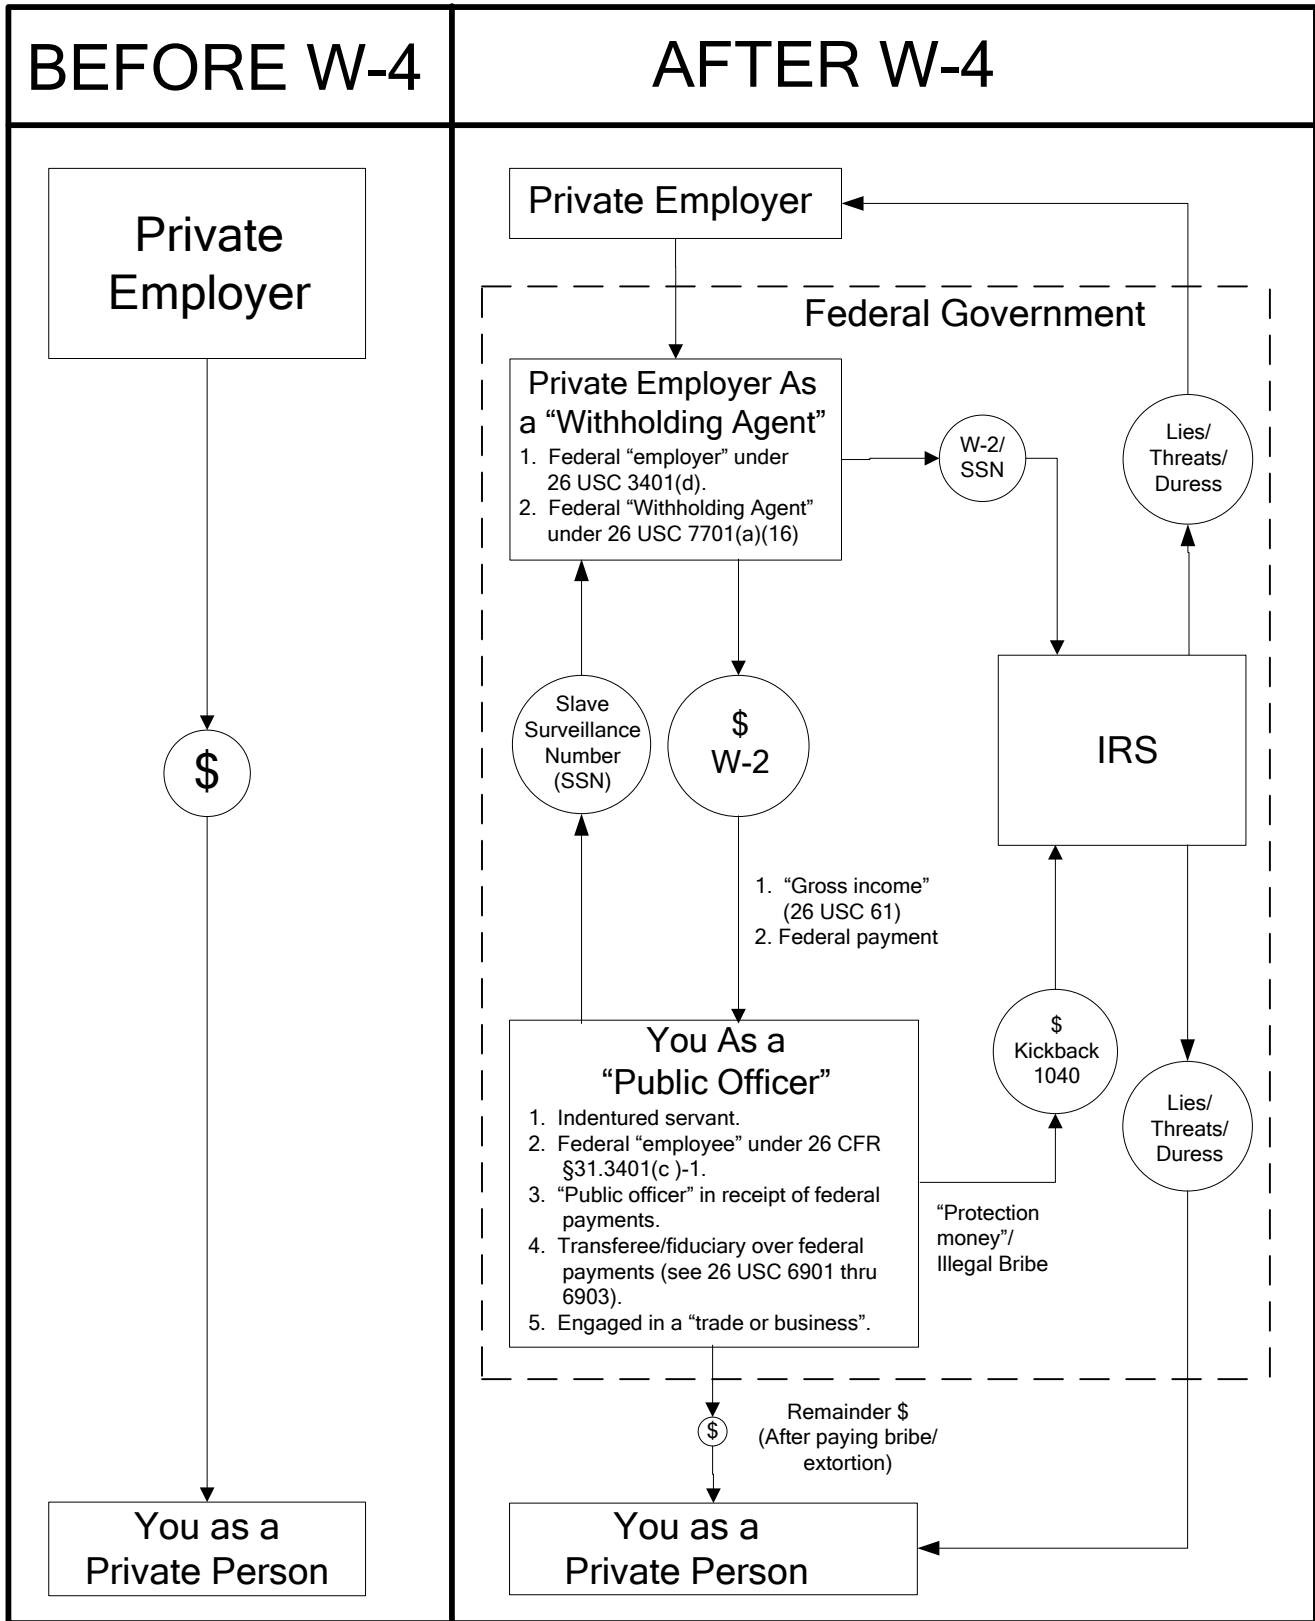 BEFORE W-4
AFTER W-4
Private
Employer
$
You as a
Private Person
Private Employer
Federal Government
Private Employer As
a “Withholding Agent”
1. Federal “employer” under
26 USC 3401(d).
2. Federal “Withholding Agent”
under 26 USC 7701(a)(16)
W-2/
SSN
Lies/
Threats/
Duress
Slave
Surveillance
Number
(SSN)
$
W-2
IRS
1. “Gross income”
(26 USC 61)
2. Federal payment
You As a
“Public Officer”
1. Indentured servant.
2. Federal “employee” under 26 CFR
§31.3401(c )-1.
3. “Public officer” in receipt of federal
payments.
4. Transferee/fiduciary over federal
payments (see 26 USC 6901 thru
6903).
5. Engaged in a “trade or business”.
$
Kickback
1040
Lies/
Threats/
Duress
“Protection
money”/
Illegal Bribe
$
Remainder $
(After paying bribe/
extortion)
You as a
Private Person